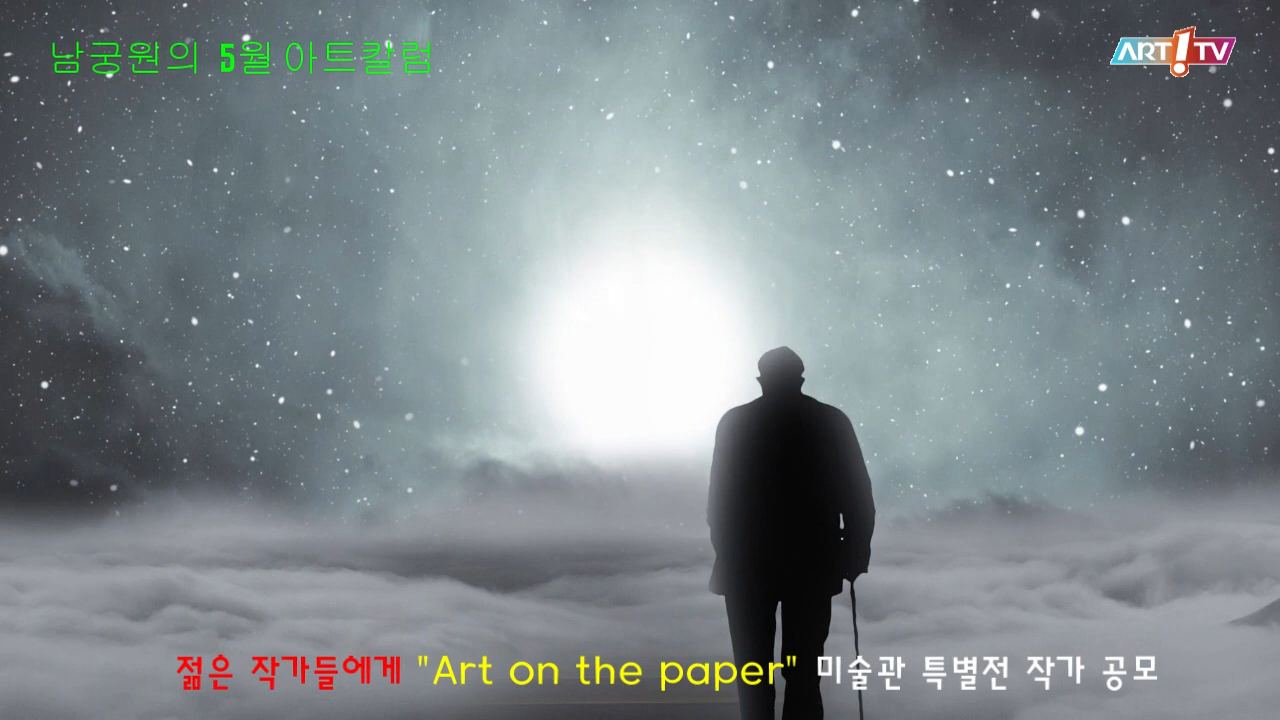 남궁원의 5월 아트칼럼
ART!TV
젊은 작가들에게 "Art on the paper" 미술관 특별전 작가 공모